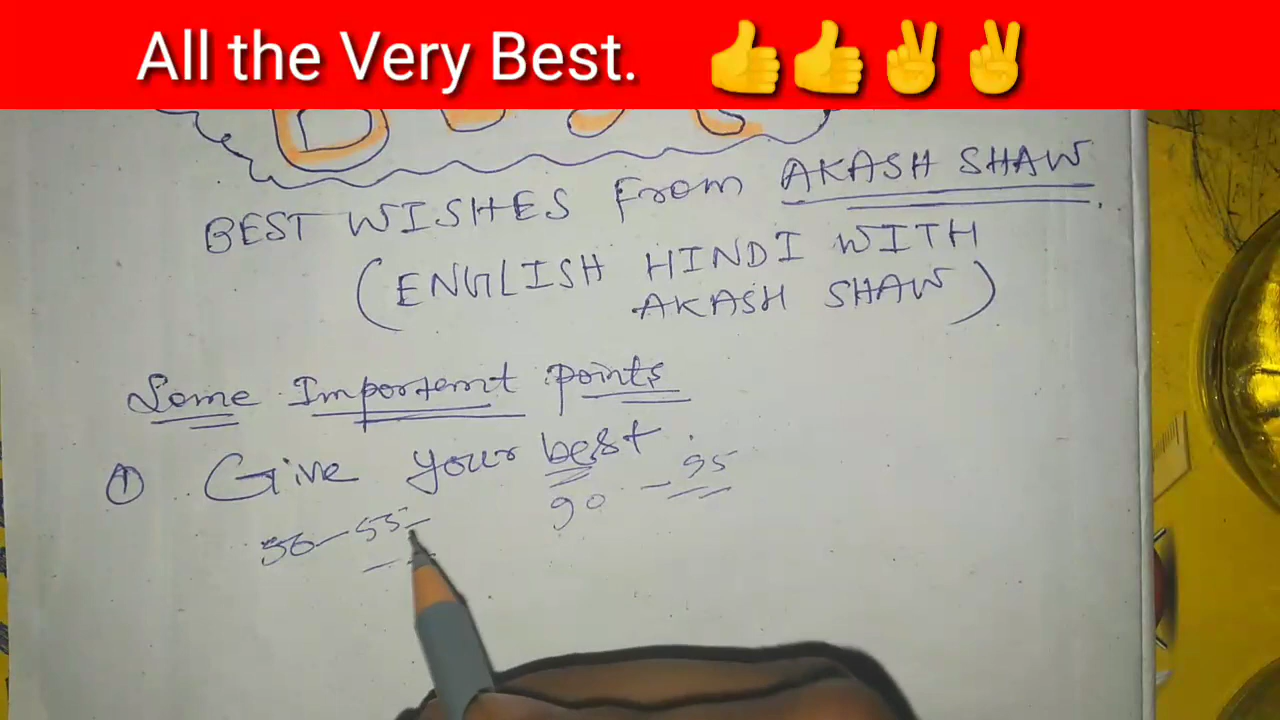 All the Very Best. 👍👍✌✌
BEST WISHES From AKASH SHAW.
(ENGLISH HINDI WITH
AKASH SHAW)
Some Importemt points
① Give your best.
90 - 95
50-55